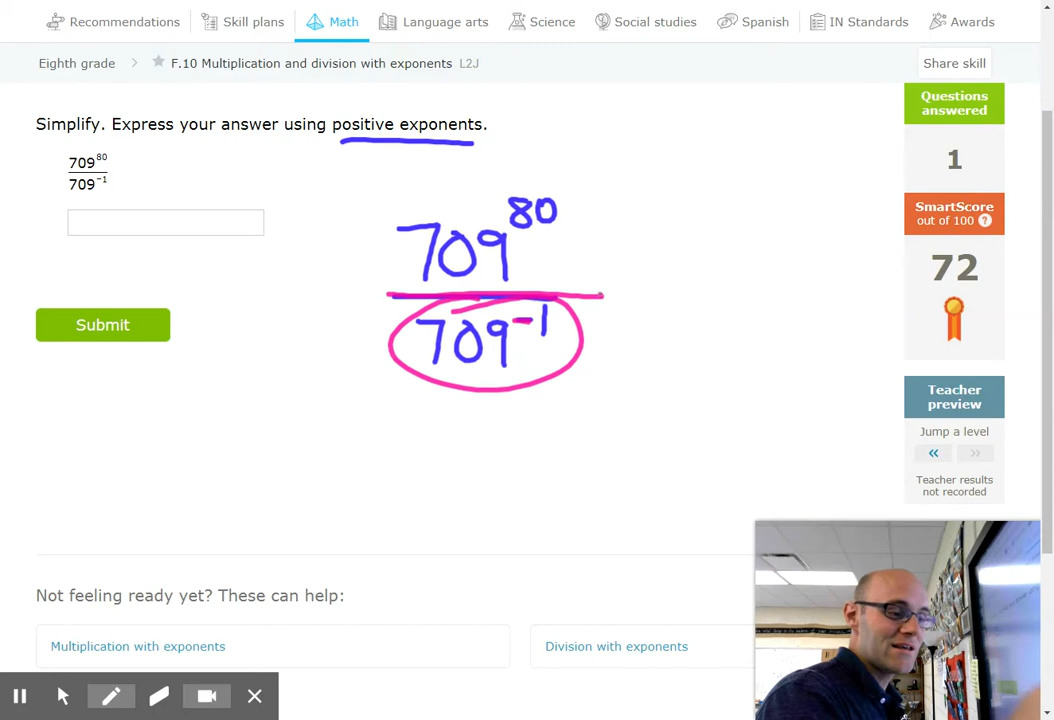 Recommendations Skill plans Math Language arts Science Social studies Spanish IN Standards Awards
Eighth grade > F.10 Multiplication and division with exponents L2J Share skill
Simplify. Express your answer using positive exponents.
709^80
709^-1
709^80
709^-1
Submit
Questions answered
1
SmartScore
out of 100 ?
72
Teacher preview
Jump a level
« »
Teacher results
not recorded
Not feeling ready yet? These can help:
Multiplication with exponents Division with exponents